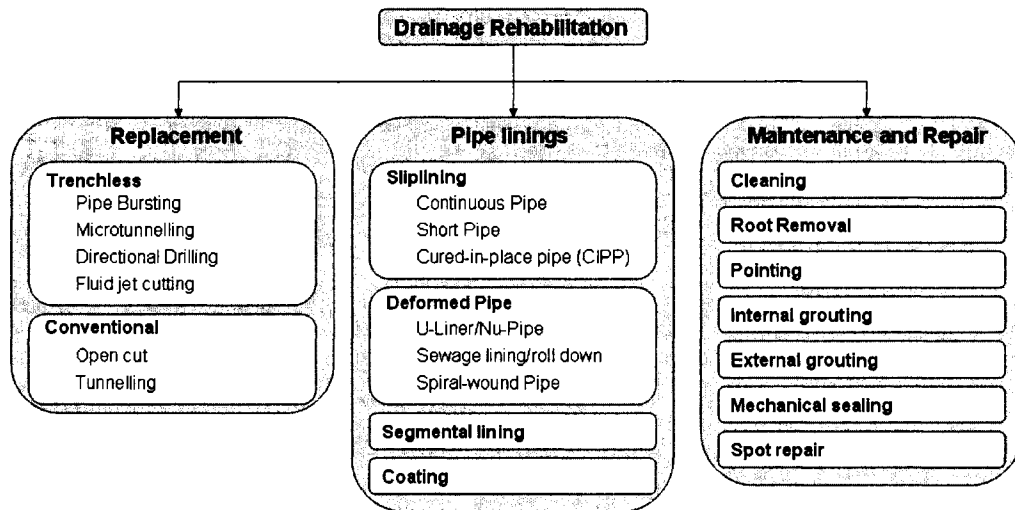 Drainage Rehabilitation
Replacement
Trenchless
Pipe Bursting
Microtunnelling
Directional Drilling
Fluid jet cutting
Conventional
Open cut
Tunnelling
Pipe linings
Sliplining
Continuous Pipe
Short Pipe
Cured-in-place pipe (CIPP)
Deformed Pipe
U-Liner/Nu-Pipe
Sewage lining/roll down
Spiral-wound Pipe
Segmental lining
Coating
Maintenance and Repair
Cleaning
Root Removal
Pointing
Internal grouting
External grouting
Mechanical sealing
Spot repair